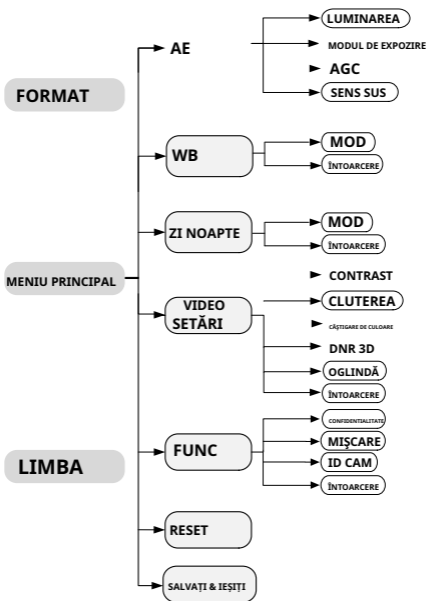 FORMAT
MENIU PRINCIPAL
LIMBA
AE
LUMINAREA
MODUL DE EXPOZIRE
AGC
SENS SUS
WB
MOD
ÎNTOARCERE
ZI NOAPTE
MOD
ÎNTOARCERE
VIDEO
SETĂRI
CONTRAST
CLUTEREA
CÂȘTIGARE DE CULOARE
DNR 3D
OGLINDĂ
ÎNTOARCERE
FUNC
CONFIDENTIALITATE
MIŞCARE
ID CAM
ÎNTOARCERE
RESET
SALVAȚI & IEȘIȚI